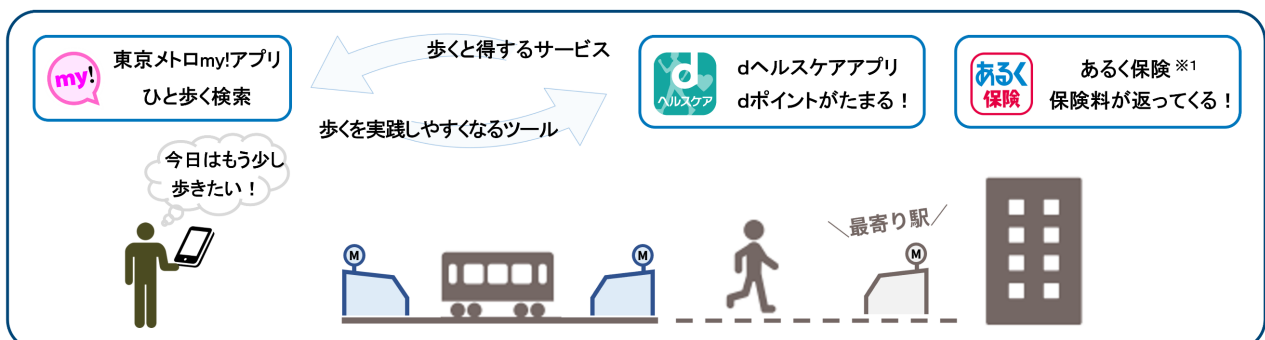 my!
東京メトロmy!アプリ
ひと歩く検索
歩くと得するサービス
歩くを実践しやすくなるツール
d
ヘルスケア
dヘルスケアアプリ
dポイントがたまる！
あるく
保険
あるく保険 ※1
保険料が返ってくる！
今日はもう少し
歩きたい！
M
M
＼最寄り駅／
M